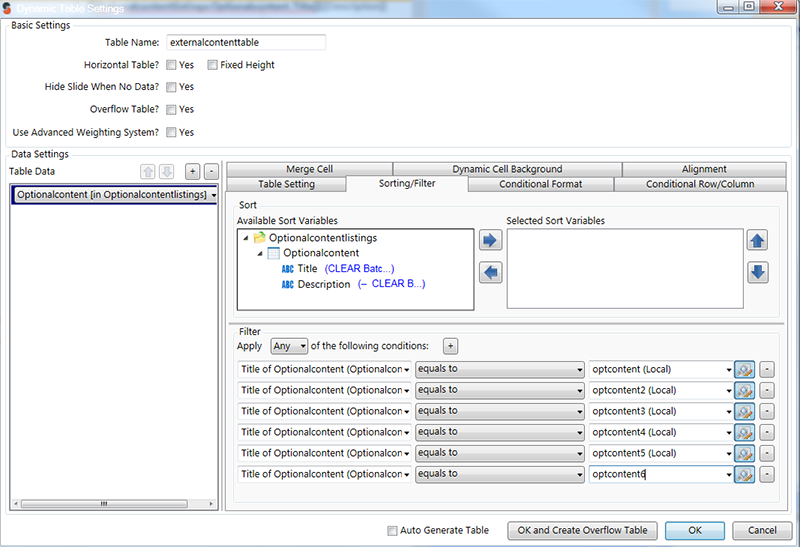 Dynamic Table Settings
Basic Settings
Table Name: externalcontenttable
Horizontal Table? Yes Fixed Height
Hide Slide When No Data? Yes
Overflow Table? Yes
Use Advanced Weighting System? Yes
Data Settings
Table Data + -
Optionalcontent [in Optionalcontentlistings]
Merge Cell Dynamic Cell Background Alignment
Table Setting Sorting/Filter Conditional Format Conditional Row/Column
Sort
Available Sort Variables Selected Sort Variables
Optionalcontentlistings
Optionalcontent
ABC Title (CLEAR Batc...)
ABC Description (– CLEAR B...)
Filter
Apply Any of the following conditions: +
Title of Optionalcontent (Optionalcon equals to optcontent (Local) -
Title of Optionalcontent (Optionalcon equals to optcontent2 (Local) -
Title of Optionalcontent (Optionalcon equals to optcontent3 (Local) -
Title of Optionalcontent (Optionalcon equals to optcontent4 (Local) -
Title of Optionalcontent (Optionalcon equals to optcontent5 (Local) -
Title of Optionalcontent (Optionalcon equals to optcontent6 -
Auto Generate Table OK and Create Overflow Table OK Cancel